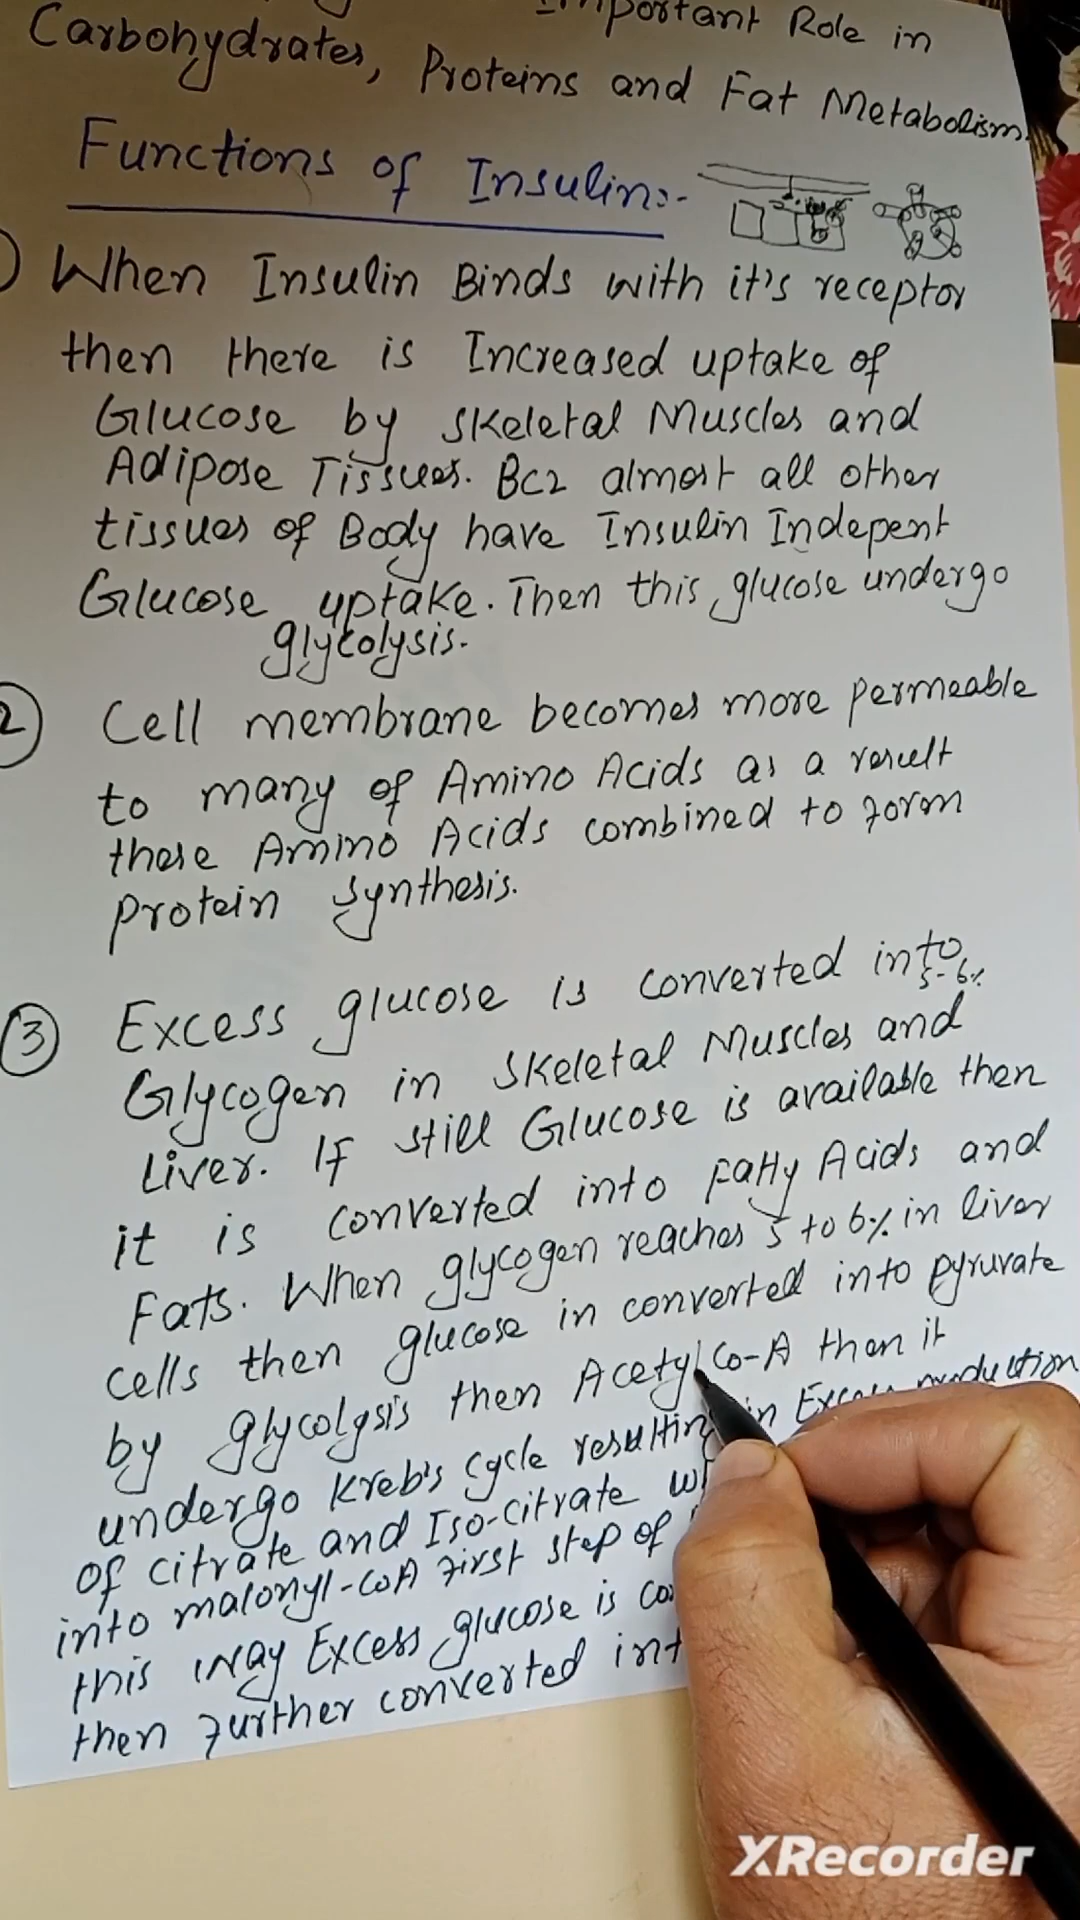 Important Role in
Carbohydrates, Proteins and Fat Metabolism.
Functions of Insulin:-
When Insulin Binds with it's receptor
then there is Increased uptake of
Glucose by Skeletal Muscles and
Adipose Tissues. Bcz almost all other
tissues of Body have Insulin Indepent
Glucose uptake. Then this glucose undergo
glycolysis.
2 Cell membrane becomes more permeable
to many of Amino Acids as a result
these Amino Acids combined to form
protein synthesis.
3 Excess glucose is converted into
5-6%
Glycogen in Skeletal Muscles and
Liver. If still Glucose is available then
it is converted into Fatty Acids and
Fats. When glycogen reaches 5 to 6% in liver
cells then glucose in converted into pyruvate
by glycolysis then Acetyl Co-A then it
undergo Kreb's cycle resulting in Excess production
of citrate and Iso-citrate
into malonyl-CoA First step of
this way Excess glucose is
then further converted
XRecorder